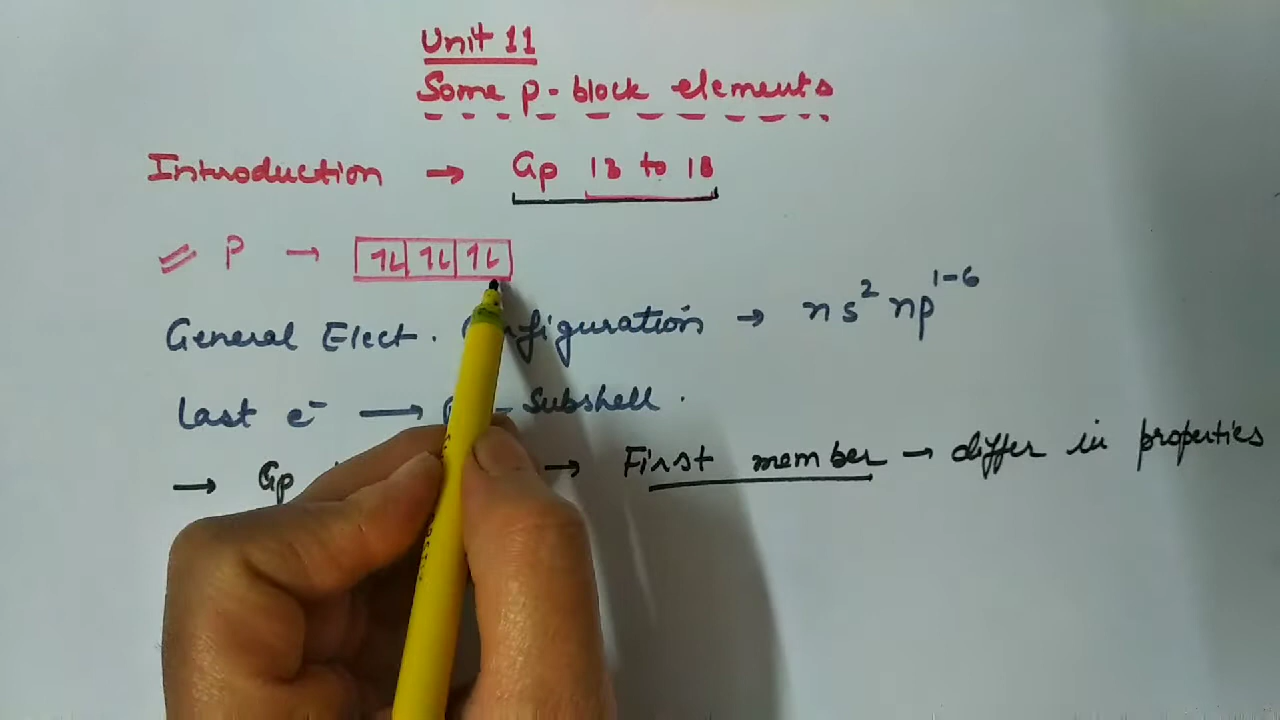 Unit 11
Some p-block elements
Introduction → Gp 13 to 18
P → 1L 1L 1L
General Elect. Configuration → ns² np¹⁻⁶
last e⁻ → Subshell.
→ Gp → First member → differ in properties